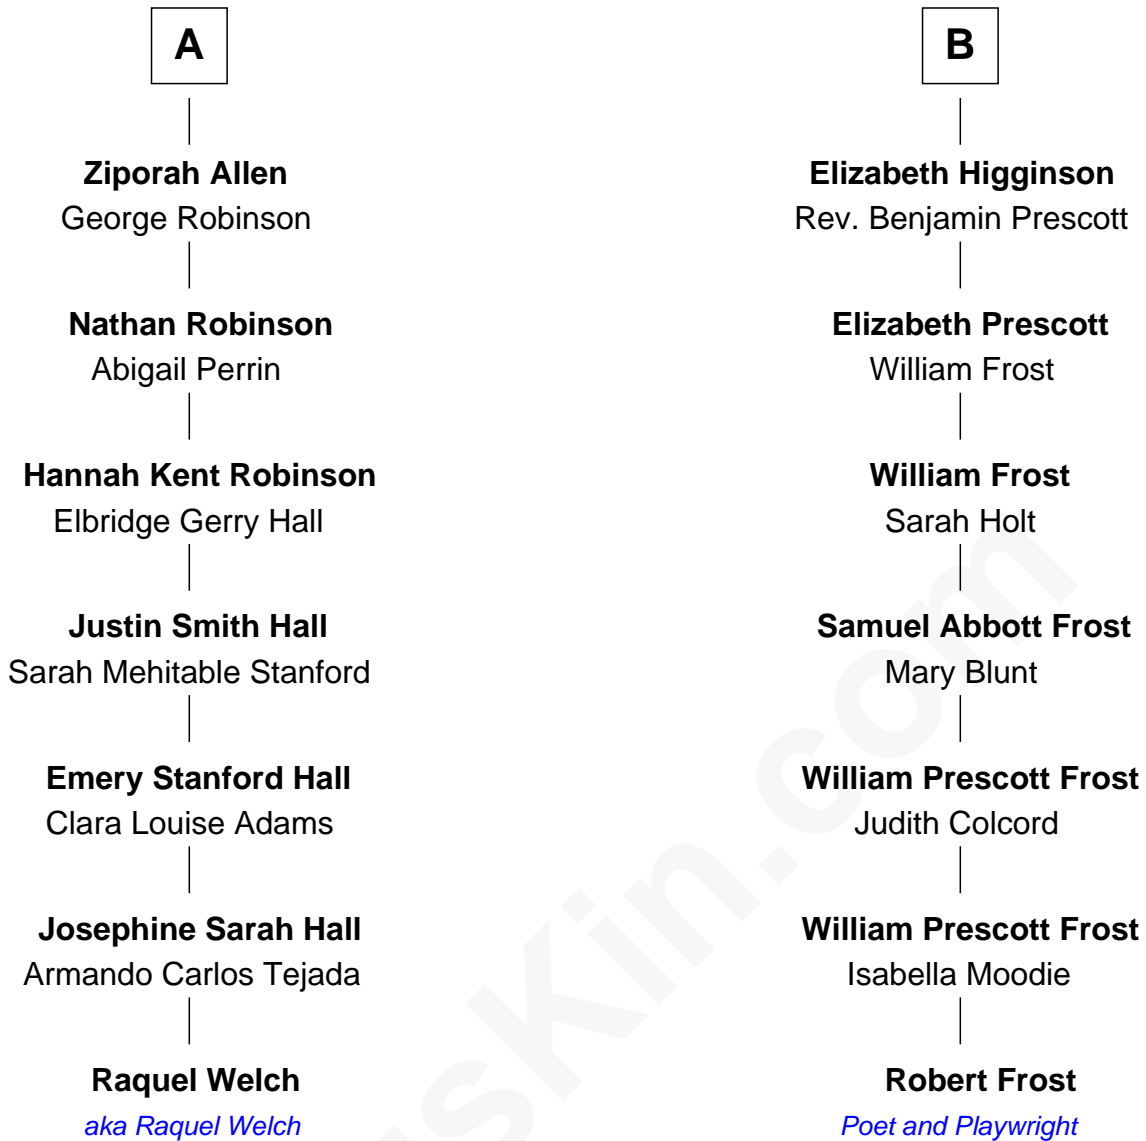 A
Ziporah Allen
George Robinson
Nathan Robinson
Abigail Perrin
Hannah Kent Robinson
Elbridge Gerry Hall
Justin Smith Hall
Sarah Mehitable Stanford
Emery Stanford Hall
Clara Louise Adams
Josephine Sarah Hall
Armando Carlos Tejada
Raquel Welch
aka Raquel Welch
B
Elizabeth Higginson
Rev. Benjamin Prescott
Elizabeth Prescott
William Frost
William Frost
Sarah Holt
Samuel Abbott Frost
Mary Blunt
William Prescott Frost
Judith Colcord
William Prescott Frost
Isabella Moodie
Robert Frost
Poet and Playwright